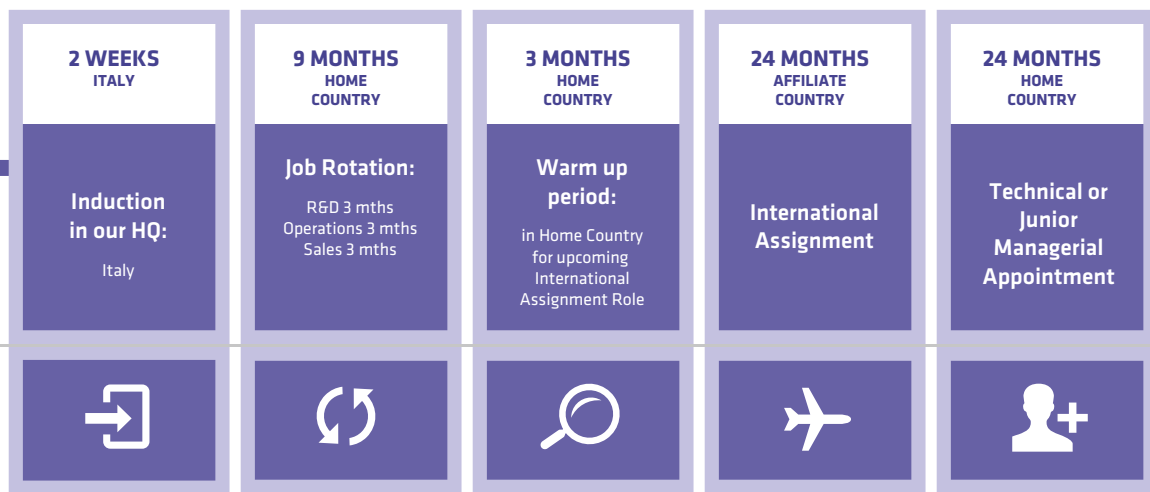 2 WEEKS
ITALY
Induction
in our HQ:
Italy
9 MONTHS
HOME
COUNTRY
Job Rotation:
R&D 3 mths
Operations 3 mths
Sales 3 mths
3 MONTHS
HOME
COUNTRY
Warm up
period:
in Home Country
for upcoming
International
Assignment Role
24 MONTHS
AFFILIATE
COUNTRY
International
Assignment
24 MONTHS
HOME
COUNTRY
Technical or
Junior
Managerial
Appointment